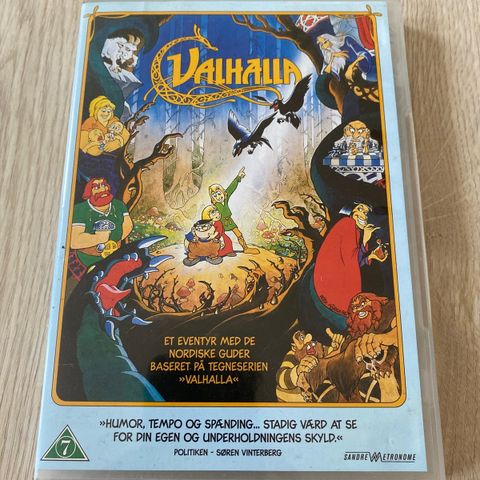 VALHALLA
ET EVENTYR MED DE
NORDISKE GUDER
BASERET PÅ TEGNESERIEN
»VALHALLA«
»HUMOR, TEMPO OG SPÆNDING... STADIG VÆRD AT SE
FOR DIN EGEN OG UNDERHOLDNINGENS SKYLD.«
POLITIKEN - SØREN VINTERBERG
7
SANDREW METRONOME